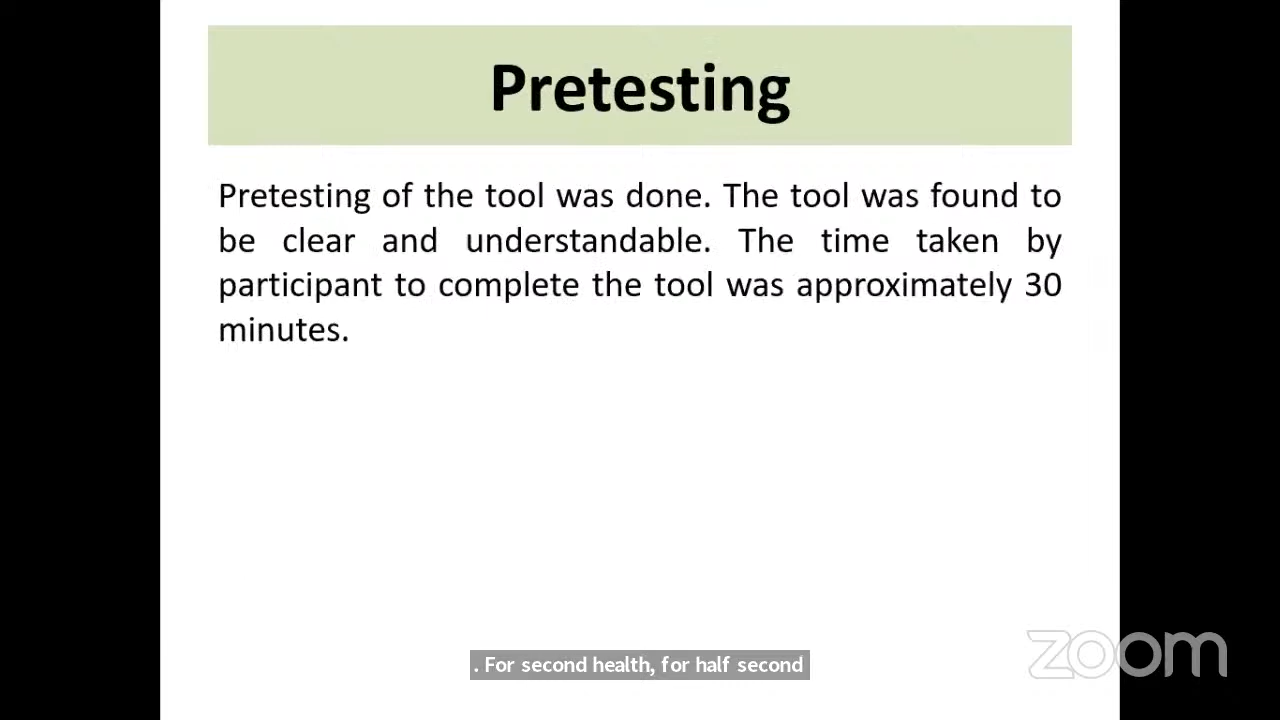 Pretesting
Pretesting of the tool was done. The tool was found to
be clear and understandable. The time taken by
participant to complete the tool was approximately 30
minutes.
. For second health, for half second
zoom